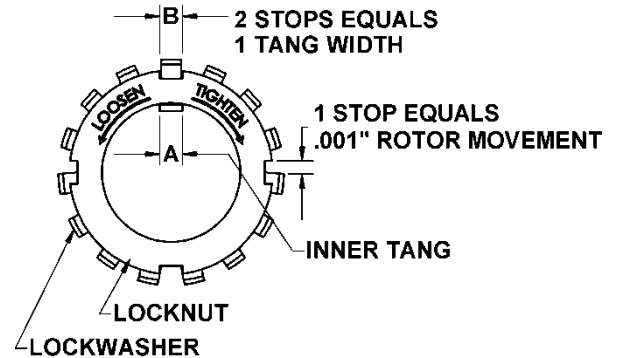 B
2 STOPS EQUALS
1 TANG WIDTH
LOOSEN
TIGHTEN
1 STOP EQUALS
.001" ROTOR MOVEMENT
A
INNER TANG
LOCKNUT
LOCKWASHER